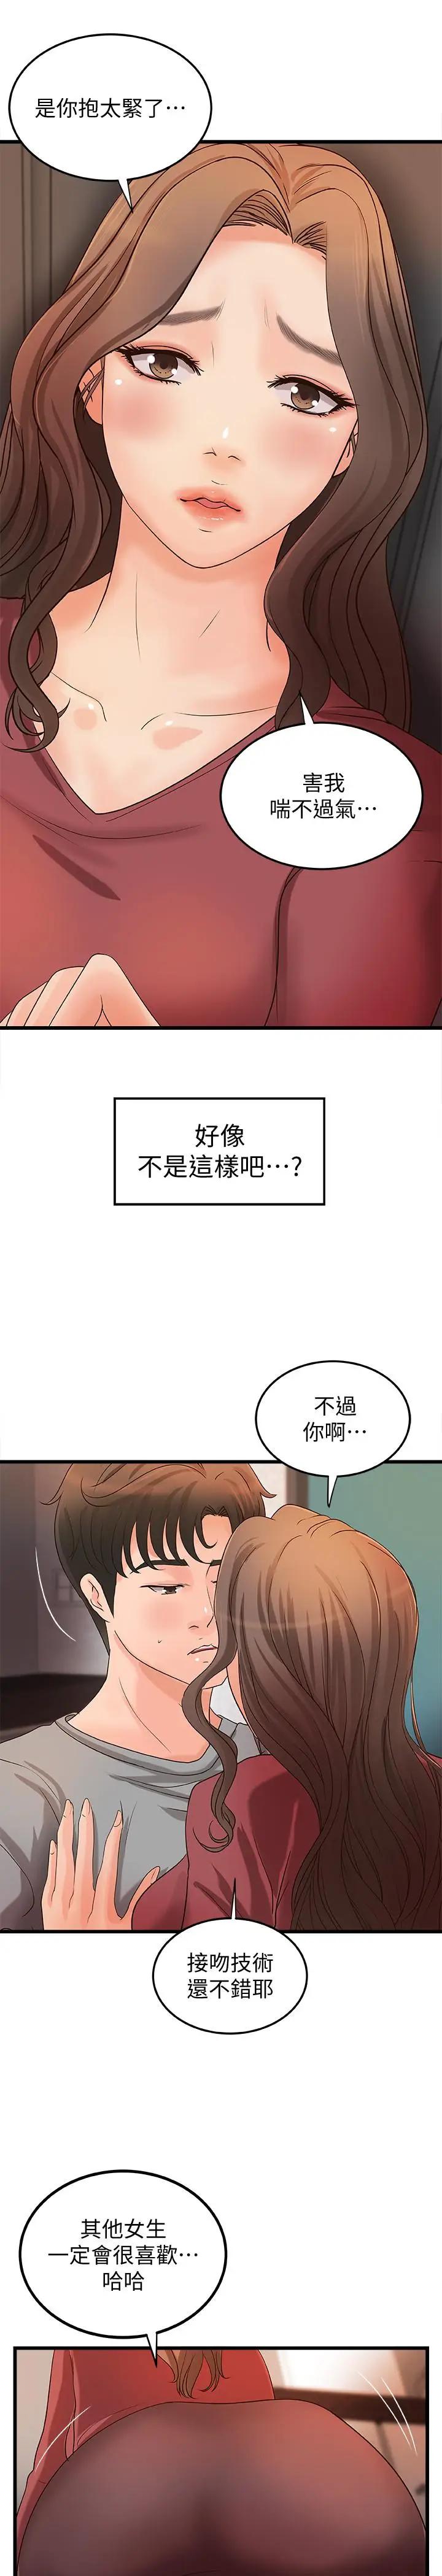 是你抱太緊了⋯
害我
喘不過氣⋯
好像
不是這樣吧⋯?
不過
你啊⋯
接吻技術
還不錯耶
其他女生
一定會很喜歡⋯
哈哈